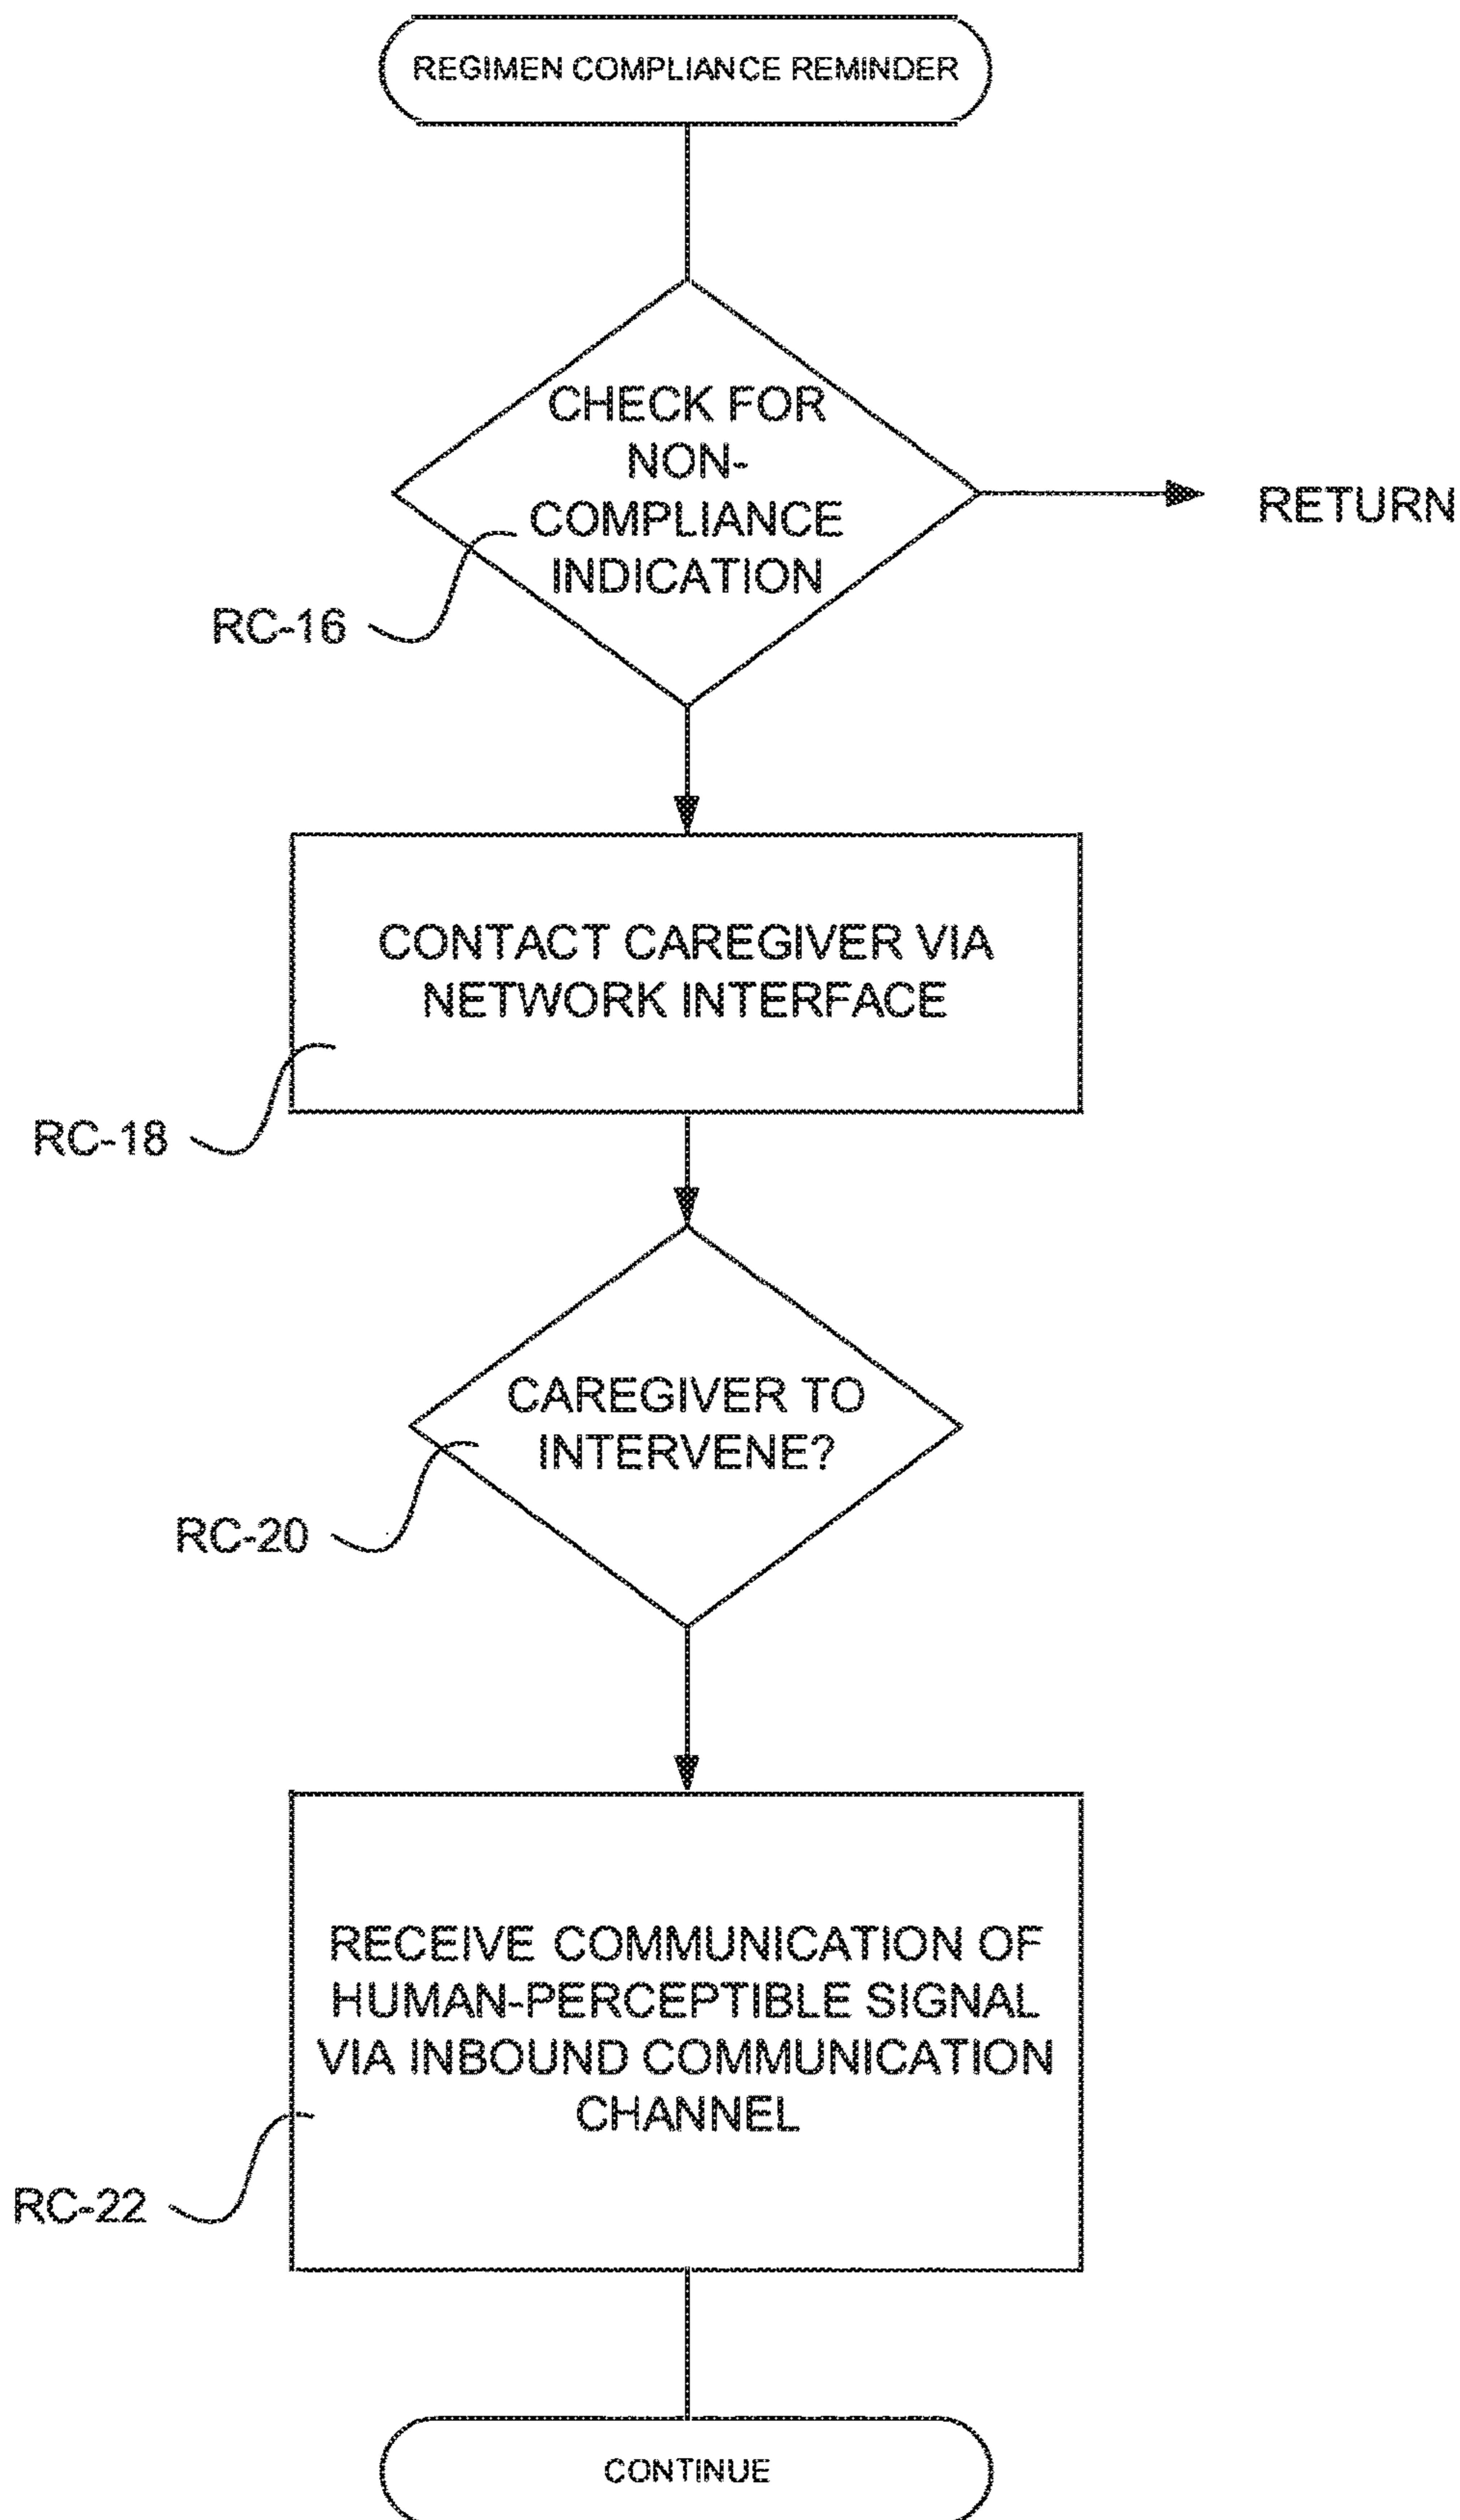 REGIMEN COMPLIANCE REMINDER
CHECK FOR
NON-
COMPLIANCE
INDICATION
RETURN
RC-16
CONTACT CAREGIVER VIA
NETWORK INTERFACE
RC-18
CAREGIVER TO
INTERVENE?
RC-20
RECEIVE COMMUNICATION OF
HUMAN-PERCEPTIBLE SIGNAL
VIA INBOUND COMMUNICATION
CHANNEL
RC-22
CONTINUE